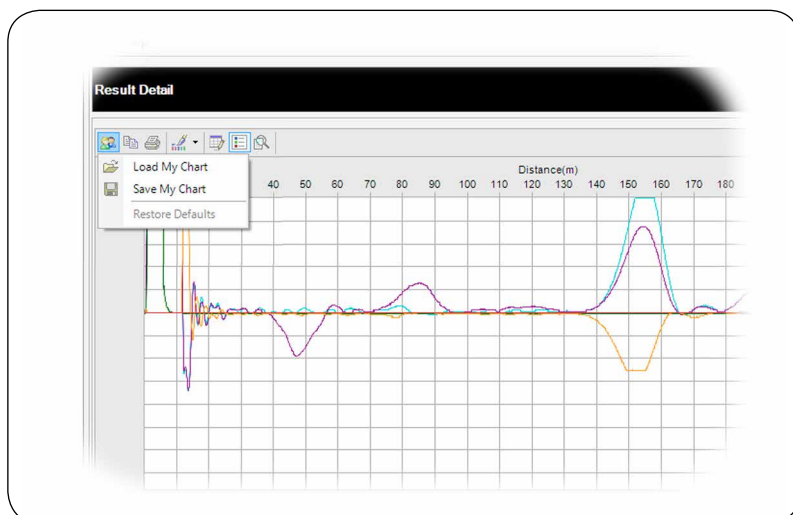 Result Detail
Load My Chart
Save My Chart
Restore Defaults
Distance(m)
40 50 60 70 80 90 100 110 120 130 140 150 160 170 180